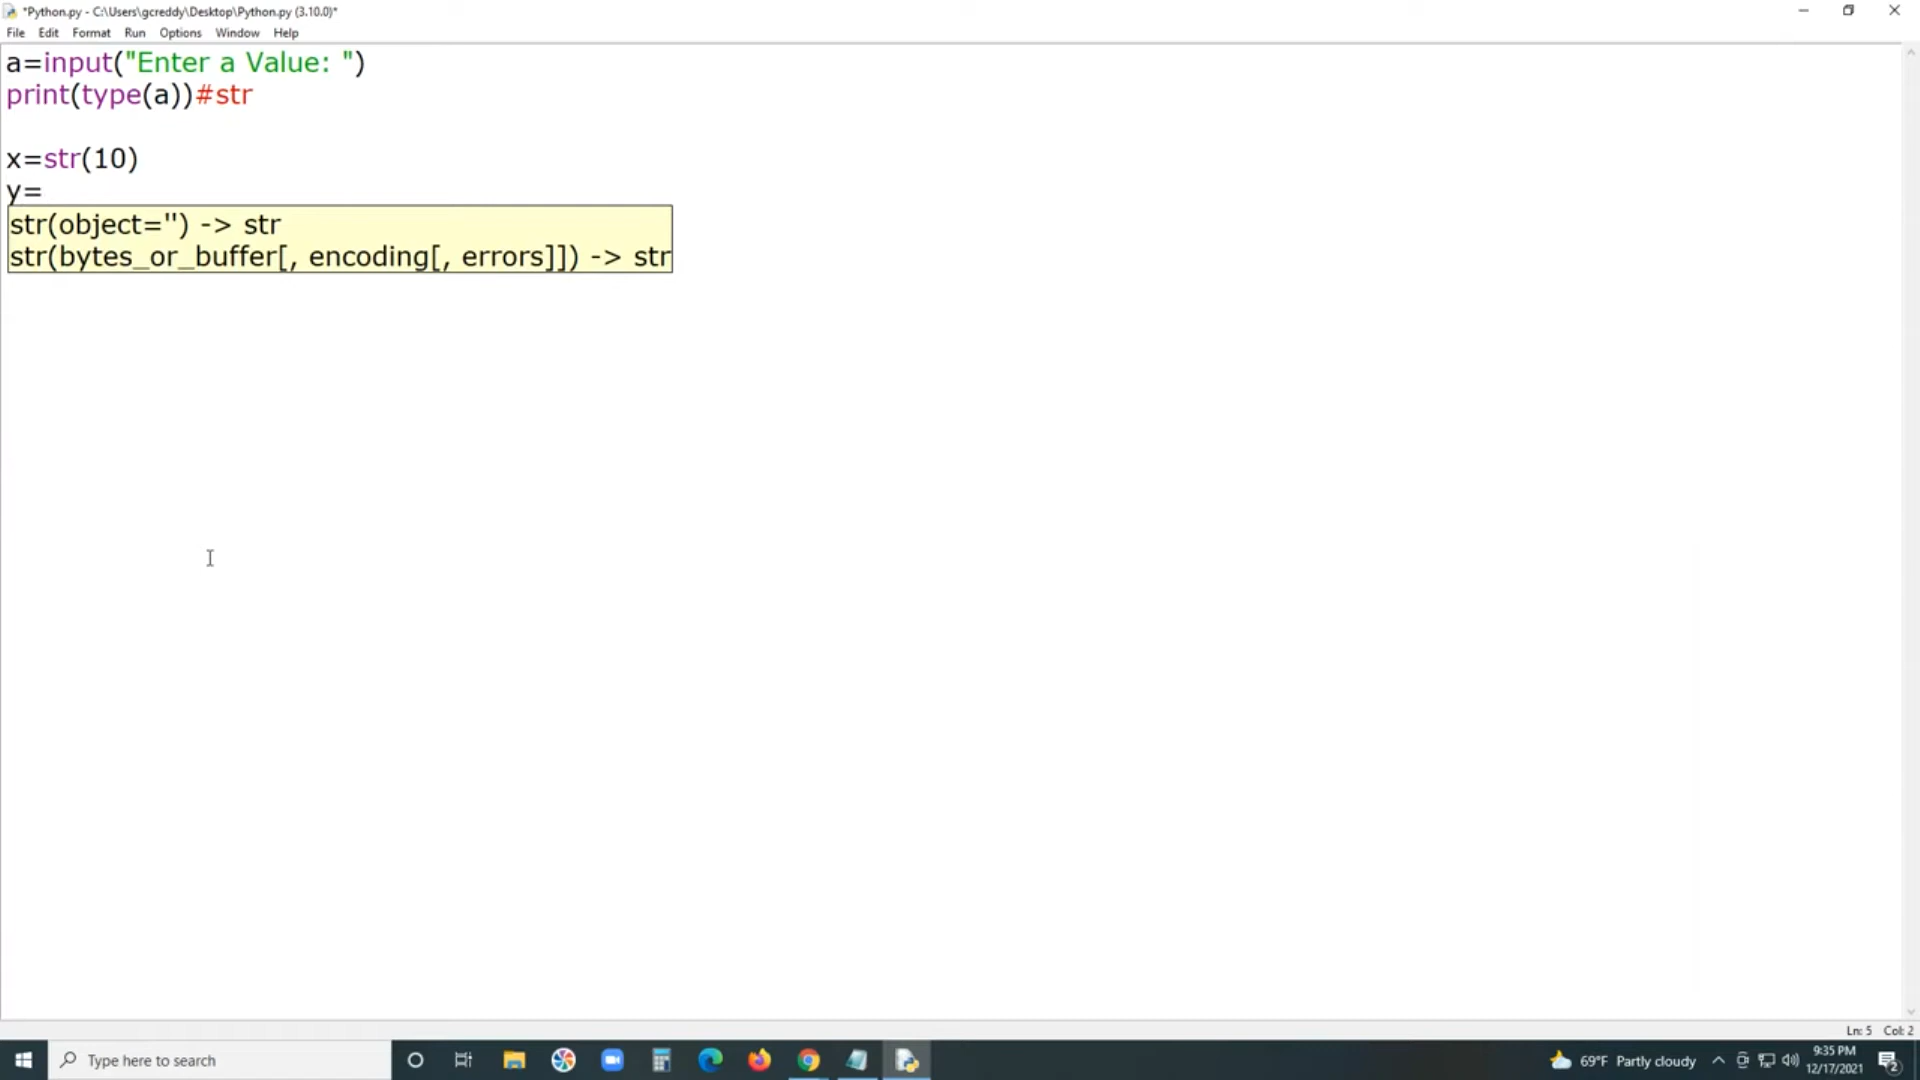 *Python.py - C:\Users\gcreddy\Desktop\Python.py (3.10.0)*
File Edit Format Run Options Window Help
a=input("Enter a Value: ")
print(type(a))#str
x=str(10)
y=
str(object='') -> str
str(bytes_or_buffer[, encoding[, errors]]) -> str
Ln: 5 Col: 2
Type here to search
69°F Partly cloudy
9:35 PM
12/17/2021
2